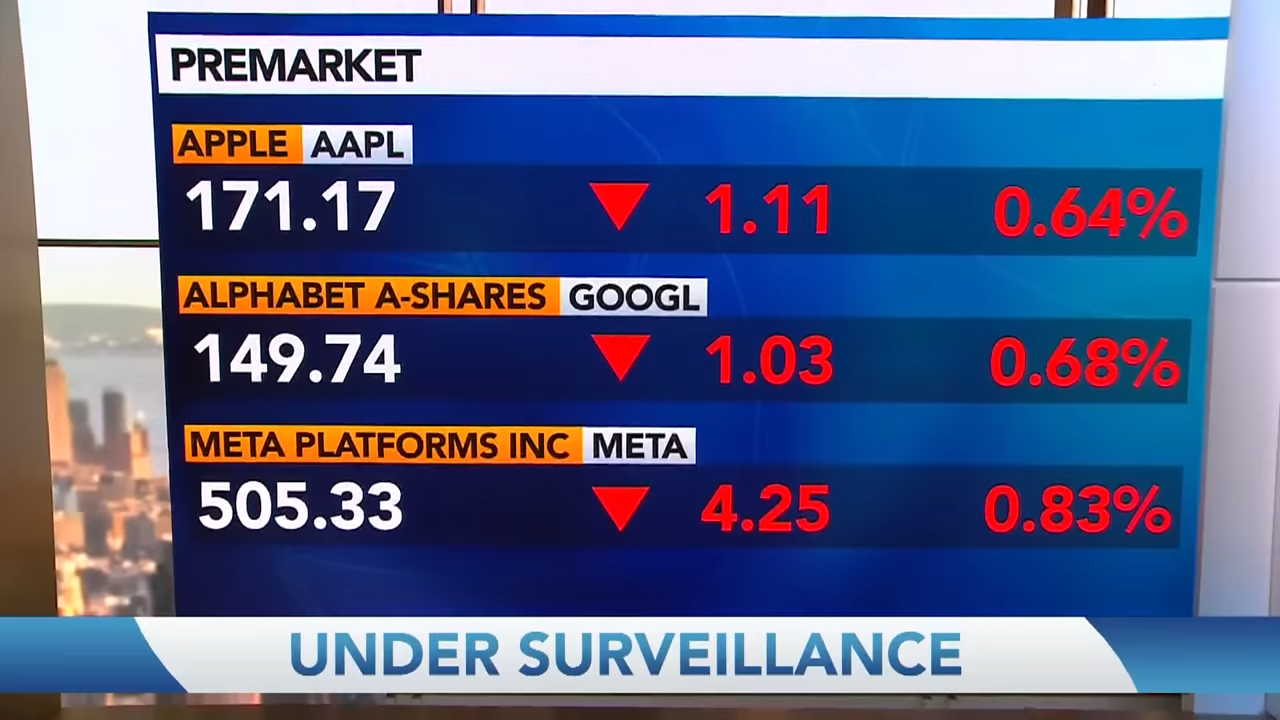 PREMARKET
APPLE AAPL
171.17 ▼ 1.11 0.64%
ALPHABET A-SHARES GOOGL
149.74 ▼ 1.03 0.68%
META PLATFORMS INC META
505.33 ▼ 4.25 0.83%
UNDER SURVEILLANCE